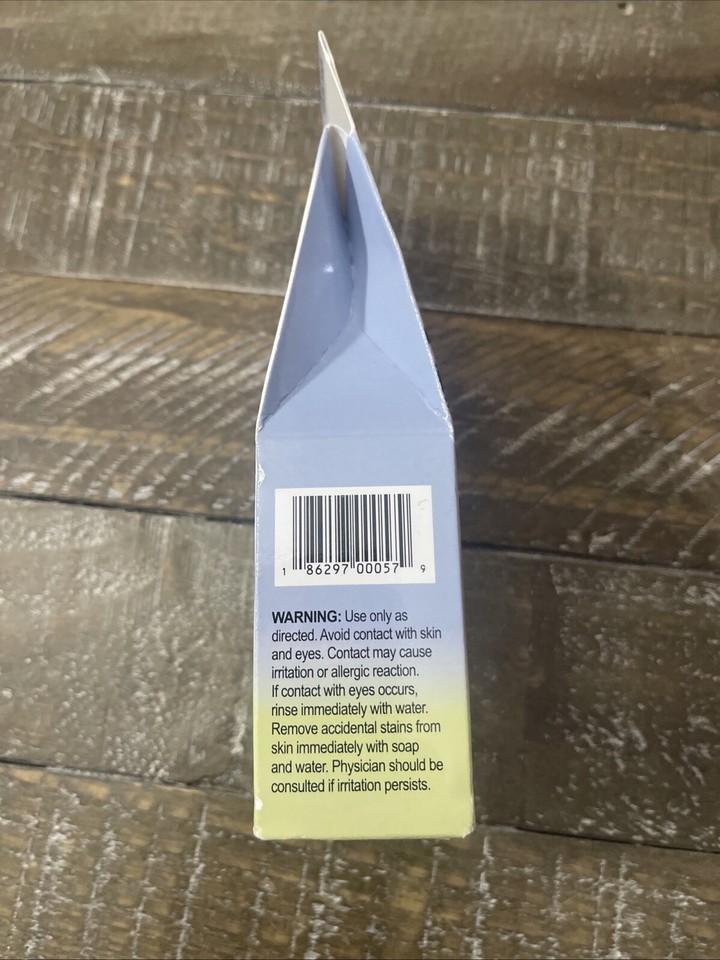 1 86297 00057 9
WARNING: Use only as
directed. Avoid contact with skin
and eyes. Contact may cause
irritation or allergic reaction.
If contact with eyes occurs,
rinse immediately with water.
Remove accidental stains from
skin immediately with soap
and water. Physician should be
consulted if irritation persists.